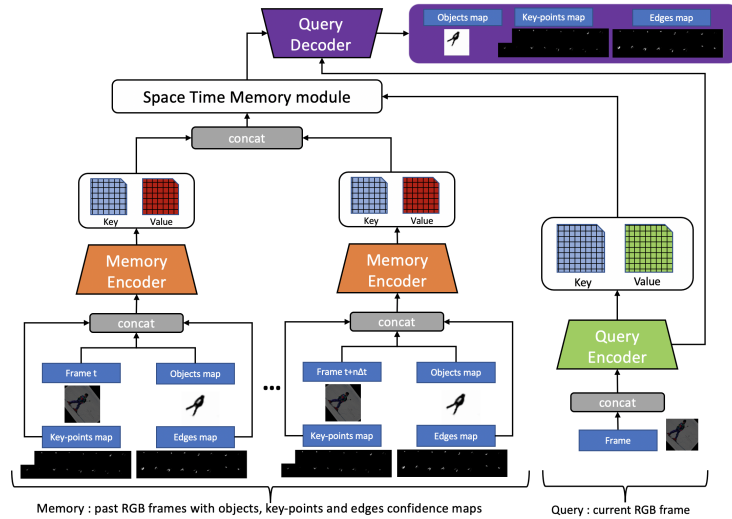 Query
Decoder
Objects map
Key-points map
Edges map
Space Time Memory module
concat
Key
Value
Key
Value
Memory
Encoder
Memory
Encoder
Key
Value
concat
concat
Query
Encoder
Frame t
Objects map
Frame t+nΔt
Objects map
...
concat
Key-points map
Edges map
Key-points map
Edges map
Frame
Memory : past RGB frames with objects, key-points and edges confidence maps
Query : current RGB frame